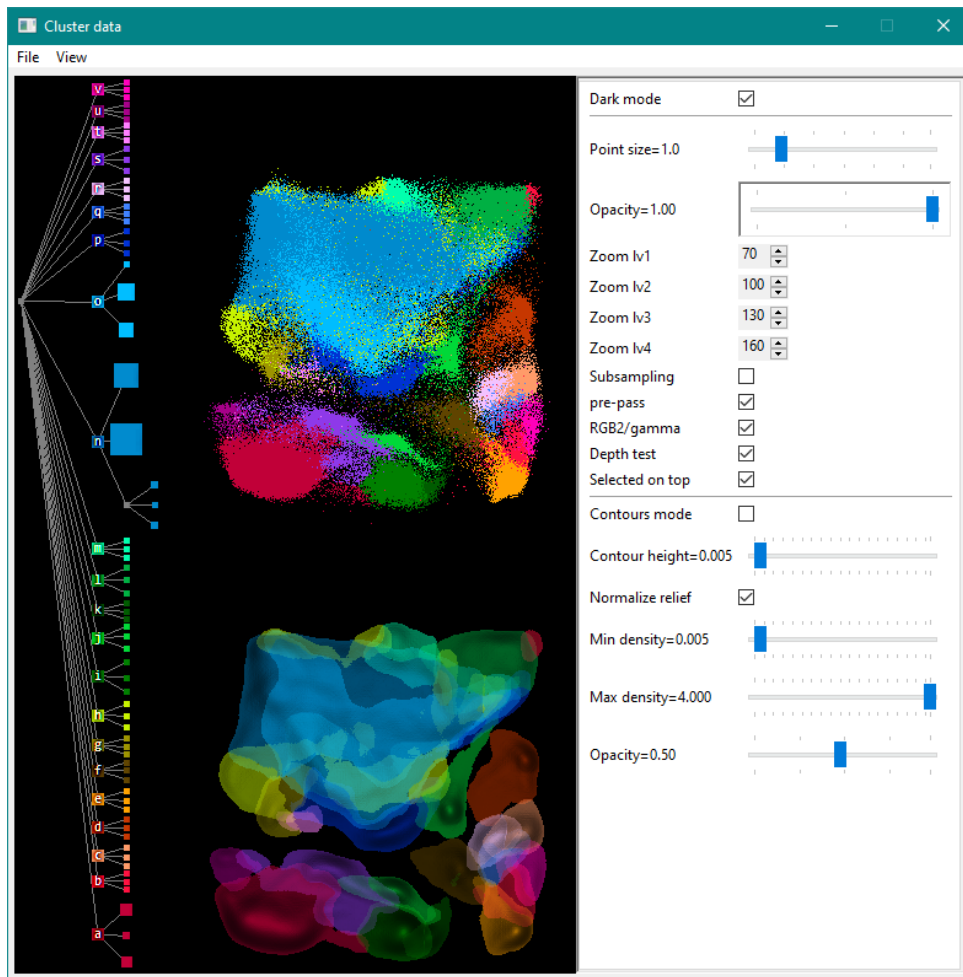 Cluster data
File View
v
u
t
s
r
q
p
o
n
m
l
k
j
i
h
g
f
e
d
c
b
a
Dark mode
Point size=1.0
Opacity=1.00
Zoom lv1 70
Zoom lv2 100
Zoom lv3 130
Zoom lv4 160
Subsampling
pre-pass
RGB2/gamma
Depth test
Selected on top
Contours mode
Contour height=0.005
Normalize relief
Min density=0.005
Max density=4.000
Opacity=0.50